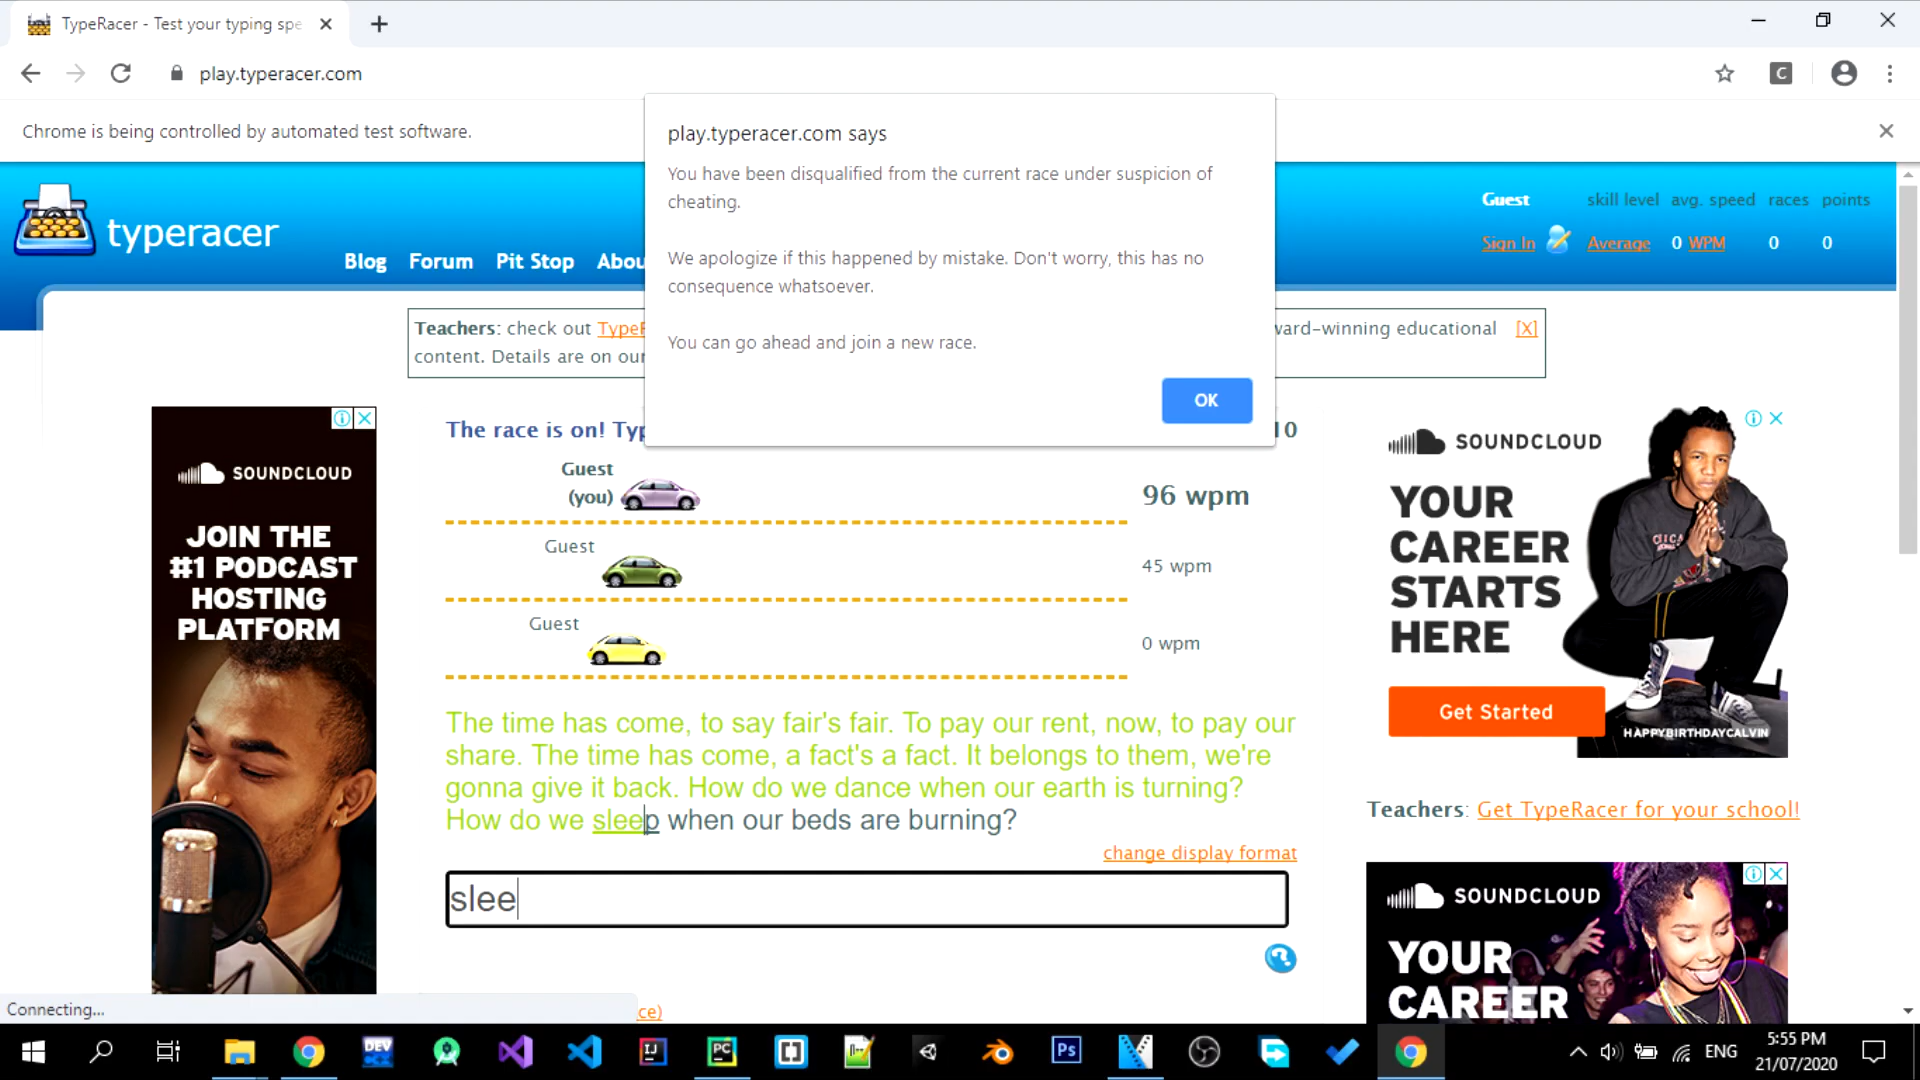 TypeRacer - Test your typing spe
play.typeracer.com
C
Chrome is being controlled by automated test software.
play.typeracer.com says
You have been disqualified from the current race under suspicion of
cheating.
We apologize if this happened by mistake. Don't worry, this has no
consequence whatsoever.
You can go ahead and join a new race.
OK
typeracer
Blog Forum Pit Stop Abou
Guest skill level avg. speed races points
Sign In Average 0 WPM 0 0
Teachers: check out TypeR
ward-winning educational [X]
content. Details are on our
SOUNDCLOUD
JOIN THE
#1 PODCAST
HOSTING
PLATFORM
The race is on! Typ
10
Guest
(you)
96 wpm
Guest
45 wpm
Guest
0 wpm
The time has come, to say fair's fair. To pay our rent, now, to pay our
share. The time has come, a fact's a fact. It belongs to them, we're
gonna give it back. How do we dance when our earth is turning?
How do we sleep when our beds are burning?
change display format
slee
ce)
SOUNDCLOUD
YOUR
CAREER
STARTS
HERE
Get Started
HAPPYBIRTHDAYCALVIN
Teachers: Get TypeRacer for your school!
SOUNDCLOUD
YOUR
CAREER
Connecting...
DEV
IJ
PC
Ps
ENG
5:55 PM
21/07/2020